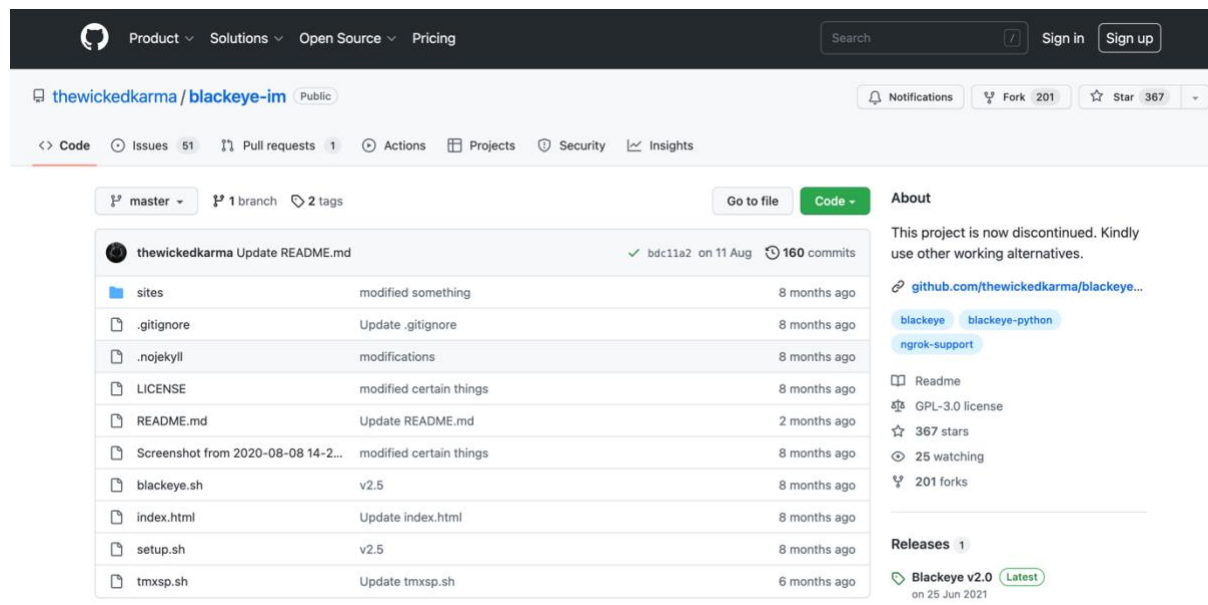 Product Solutions Open Source Pricing Search / Sign in Sign up
thewickedkarma / blackeye-im Public Notifications Fork 201 Star 367
Code Issues 51 Pull requests 1 Actions Projects Security Insights
master 1 branch 2 tags Go to file Code
thewickedkarma Update README.md bdc11a2 on 11 Aug 160 commits
sites modified something 8 months ago
.gitignore Update .gitignore 8 months ago
.nojekyll modifications 8 months ago
LICENSE modified certain things 8 months ago
README.md Update README.md 2 months ago
Screenshot from 2020-08-08 14-2... modified certain things 8 months ago
blackeye.sh v2.5 8 months ago
index.html Update index.html 8 months ago
setup.sh v2.5 8 months ago
tmxsp.sh Update tmxsp.sh 6 months ago
About
This project is now discontinued. Kindly
use other working alternatives.
github.com/thewickedkarma/blackeye...
blackeye blackeye-python
ngrok-support
Readme
GPL-3.0 license
367 stars
25 watching
201 forks
Releases 1
Blackeye v2.0 Latest
on 25 Jun 2021